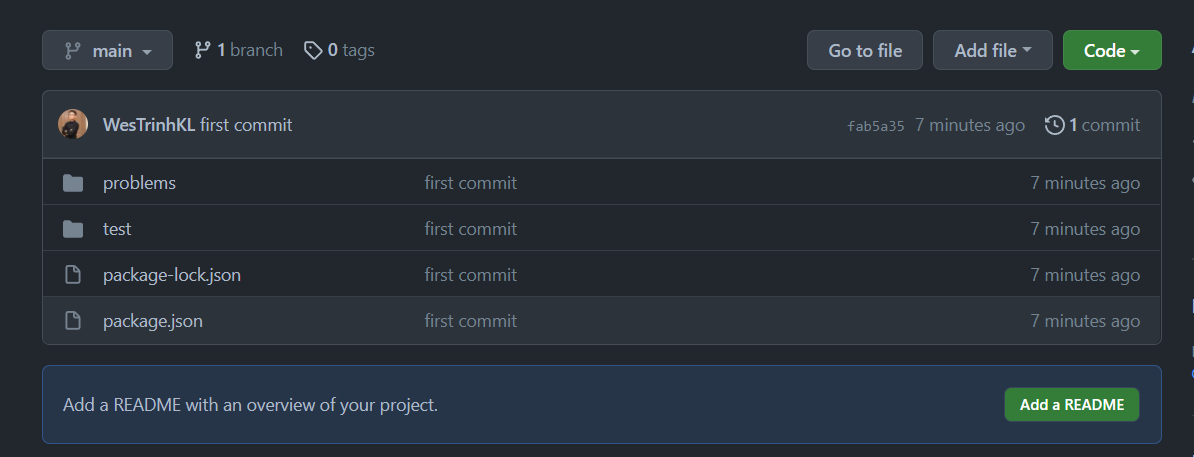 main 1 branch 0 tags Go to file Add file Code
WesTrinhKL first commit fab5a35 7 minutes ago 1 commit
problems first commit 7 minutes ago
test first commit 7 minutes ago
package-lock.json first commit 7 minutes ago
package.json first commit 7 minutes ago
Add a README with an overview of your project. Add a README